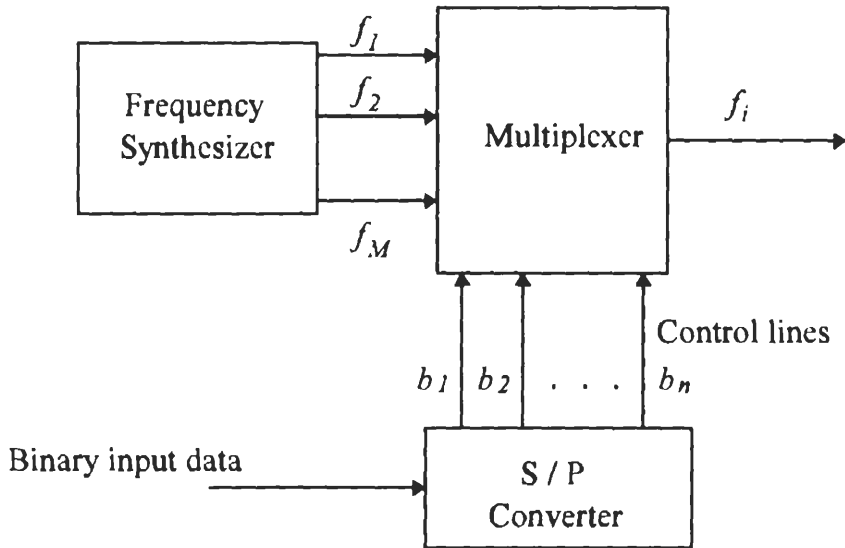 f1
Frequency
Synthesizer
f2
fM
Multiplexer
fi
Control lines
b1 b2 . . . bn
Binary input data
S / P
Converter